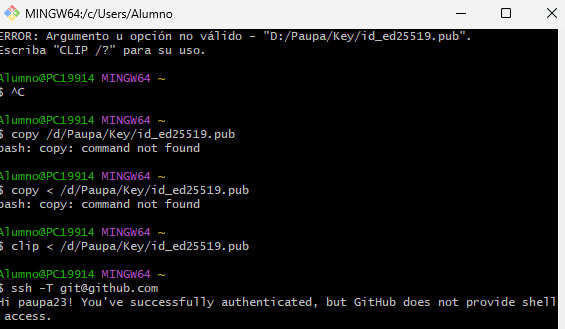 MINGW64:/c/Users/Alumno
ERROR: Argumento u opción no válido - "D:/Paupa/Key/id_ed25519.pub".
Escriba "CLIP /?" para su uso.
Alumno@PC19914 MINGW64 ~
$ ^C
Alumno@PC19914 MINGW64 ~
$ copy /d/Paupa/Key/id_ed25519.pub
bash: copy: command not found
Alumno@PC19914 MINGW64 ~
$ copy < /d/Paupa/Key/id_ed25519.pub
bash: copy: command not found
Alumno@PC19914 MINGW64 ~
$ clip < /d/Paupa/Key/id_ed25519.pub
Alumno@PC19914 MINGW64 ~
$ ssh -T git@github.com
Hi paupa23! You've successfully authenticated, but GitHub does not provide shell
access.